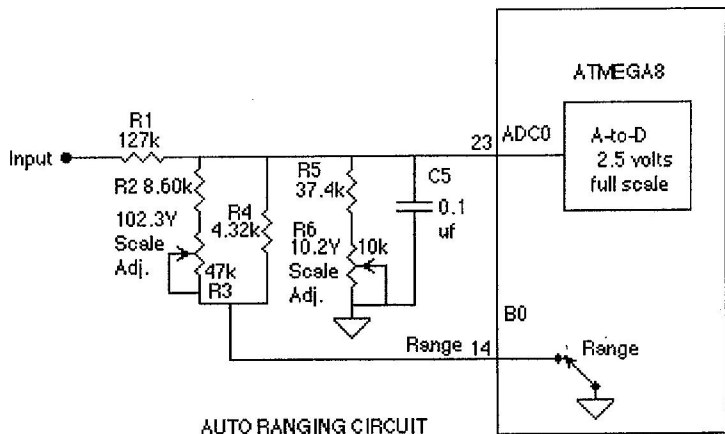 ATMEGA8
R1
127k
Input
23
ADC0
A-to-D
2.5 volts
full scale
R2 8.60k
R5
37.4k
C5
0.1
uf
R4
4.32k
102.3Y
Scale
Adj.
47k
R3
R6
10.2Y
10k
Scale
Adj.
B0
Range
14
Range
AUTO RANGING CIRCUIT